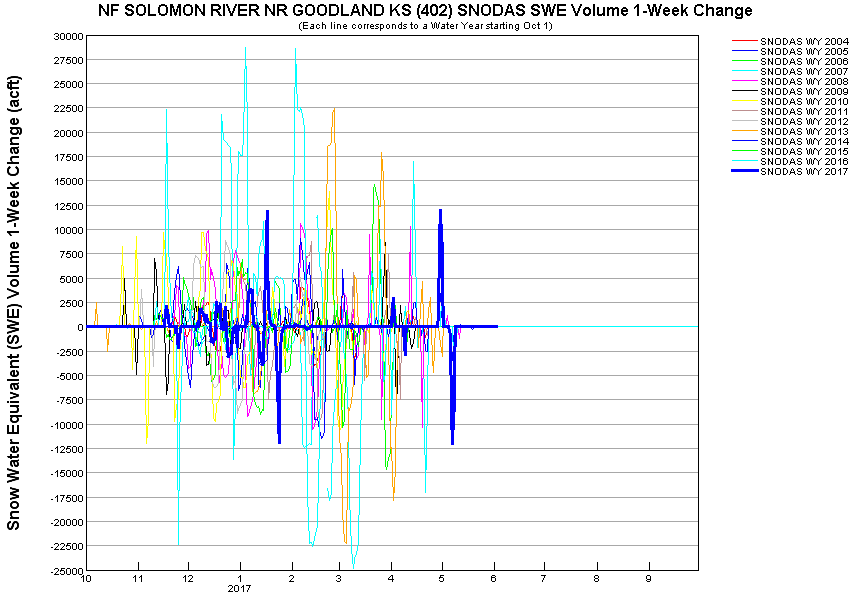 NF SOLOMON RIVER NR GOODLAND KS (402) SNODAS SWE Volume 1-Week Change
(Each line corresponds to a Water Year starting Oct 1)
Snow Water Equivalent (SWE) Volume 1-Week Change (acft)
30000
27500
25000
22500
20000
17500
15000
12500
10000
7500
5000
2500
0
-2500
-5000
-7500
-10000
-12500
-15000
-17500
-20000
-22500
-25000
10 11 12 1 2 3 4 5 6 7 8 9
2017
SNODAS WY 2004
SNODAS WY 2005
SNODAS WY 2006
SNODAS WY 2007
SNODAS WY 2008
SNODAS WY 2009
SNODAS WY 2010
SNODAS WY 2011
SNODAS WY 2012
SNODAS WY 2013
SNODAS WY 2014
SNODAS WY 2015
SNODAS WY 2016
SNODAS WY 2017